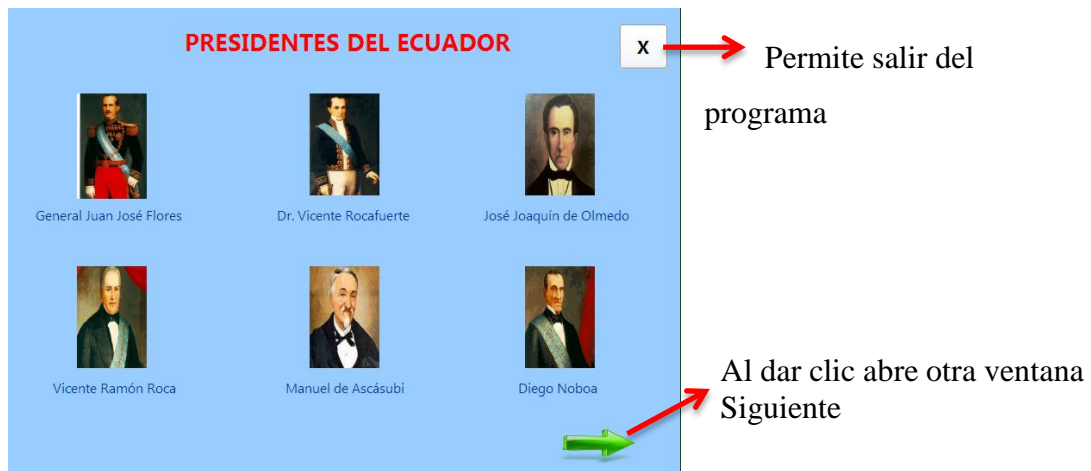 PRESIDENTES DEL ECUADOR
X
Permite salir del
programa
General Juan José Flores
Dr. Vicente Rocafuerte
José Joaquín de Olmedo
Vicente Ramón Roca
Manuel de Ascásubi
Diego Noboa
Al dar clic abre otra ventana
Siguiente